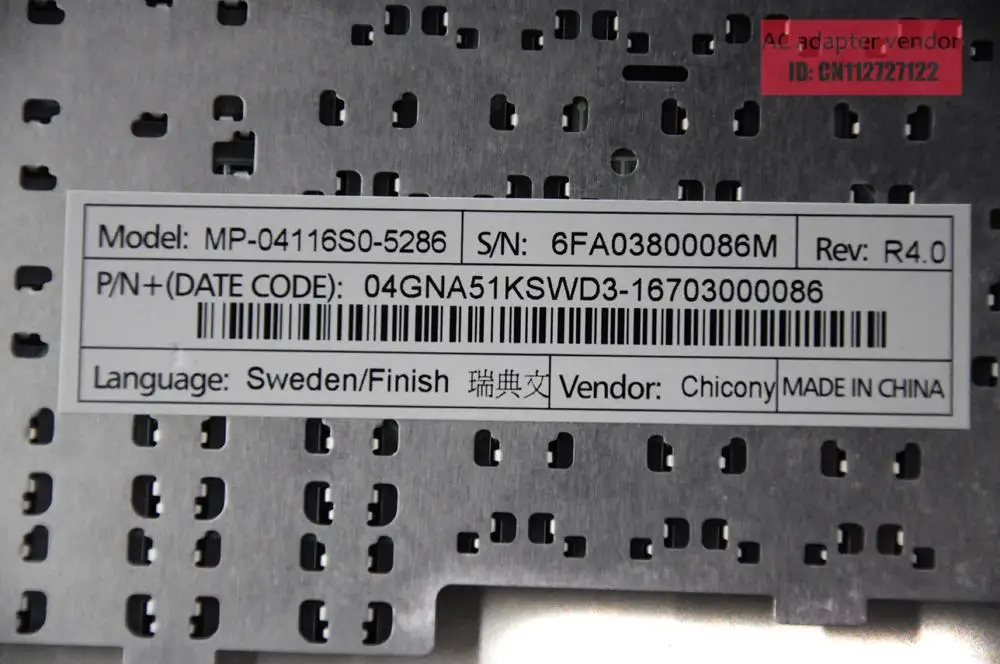 AC adapter vendor
ID: CN112727122
Model: MP-04116S0-5286 S/N: 6FA03800086M Rev: R4.0
P/N+(DATE CODE): 04GNA51KSWD3-16703000086
Language: Sweden/Finish 瑞典文 Vendor: Chicony MADE IN CHINA